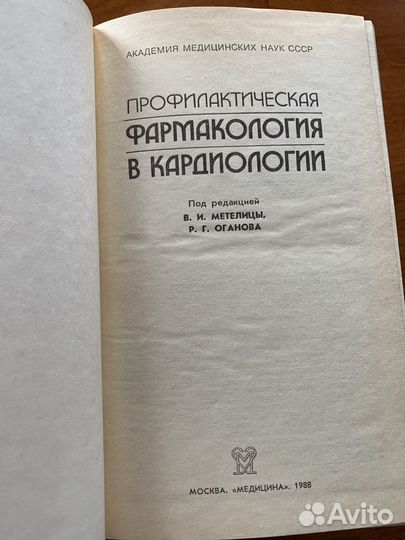 АКАДЕМИЯ МЕДИЦИНСКИХ НАУК СССР
ПРОФИЛАКТИЧЕСКАЯ
ФАРМАКОЛОГИЯ
В КАРДИОЛОГИИ
Под редакцией
В. И. МЕТЕЛИЦЫ,
Р. Г. ОГАНОВА
МОСКВА. «МЕДИЦИНА». 1988
Avito